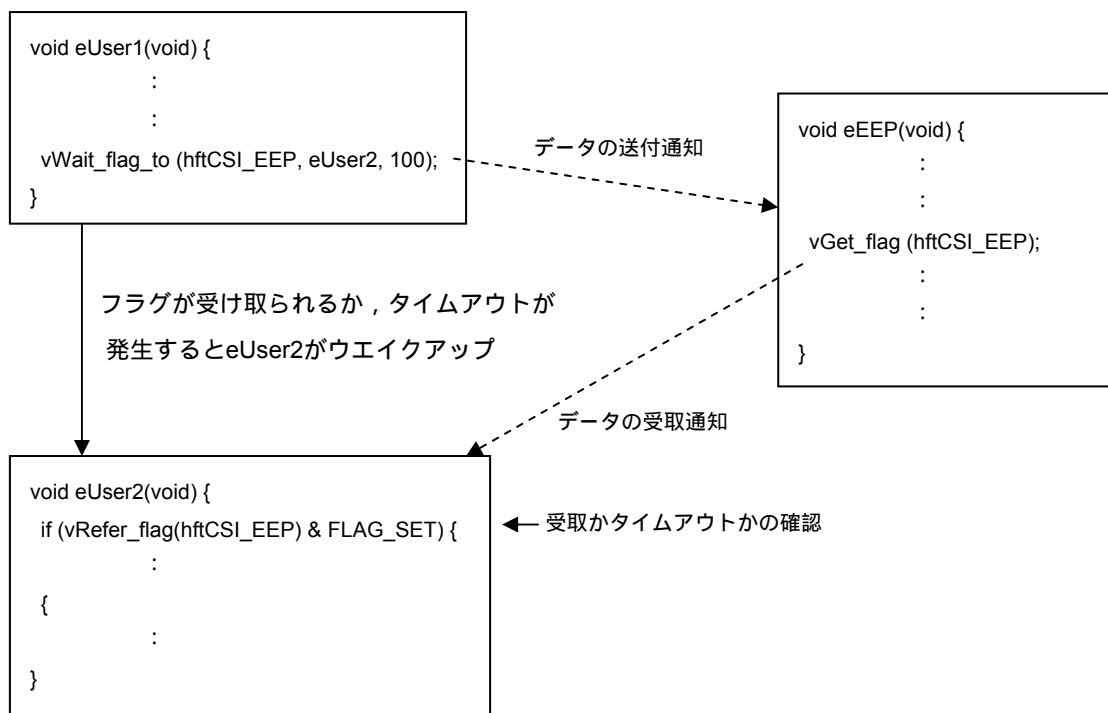 void eUser1(void) {
:
:
vWait_flag_to (hftCSI_EEP, eUser2, 100);
}
データの送付通知
void eEEP(void) {
:
:
vGet_flag (hftCSI_EEP);
:
:
}
フラグが受け取られるか，タイムアウトが
発生するとeUser2がウエイクアップ
データの受取通知
void eUser2(void) {
if (vRefer_flag(hftCSI_EEP) & FLAG_SET) {
:
{
:
}
受取かタイムアウトかの確認